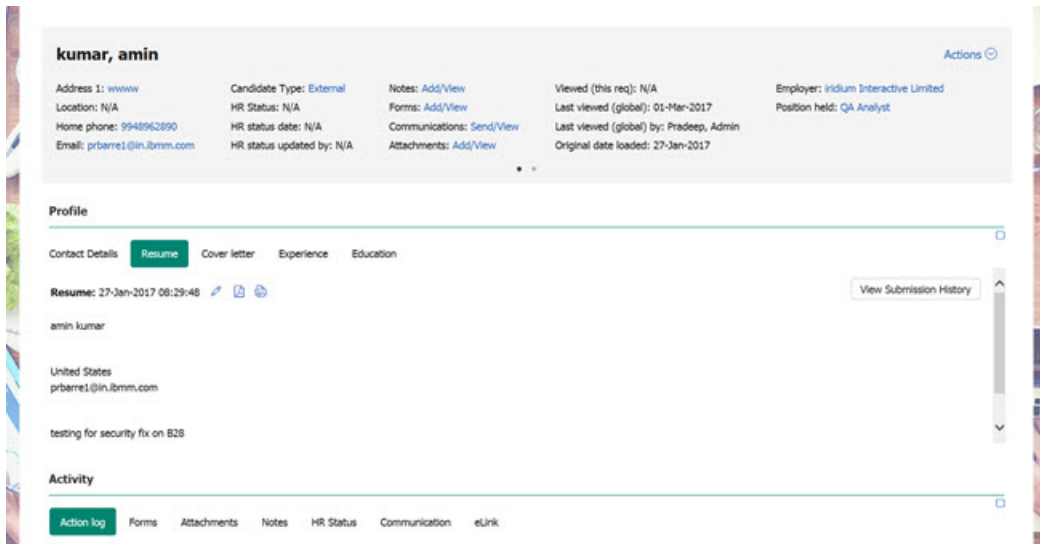 kumar, amin
Actions
Address 1: wwww
Candidate Type: External
Notes: Add/View
Viewed (this req): N/A
Employer: iridium Interactive Limited
Location: N/A
HR Status: N/A
Forms: Add/View
Last viewed (global): 01-Mar-2017
Position held: QA Analyst
Home phone: 9948962890
HR status date: N/A
Communications: Send/View
Last viewed (global) by: Pradeep, Admin
Email: prbarre1@in.ibmm.com
HR status updated by: N/A
Attachments: Add/View
Original date loaded: 27-Jan-2017
Profile
Contact Details
Resume
Cover letter
Experience
Education
Resume: 27-Jan-2017 08:29:48
View Submission History
amin kumar
United States
prbarre1@in.ibmm.com
testing for security fix on B28
Activity
Action log
Forms
Attachments
Notes
HR Status
Communication
eLink